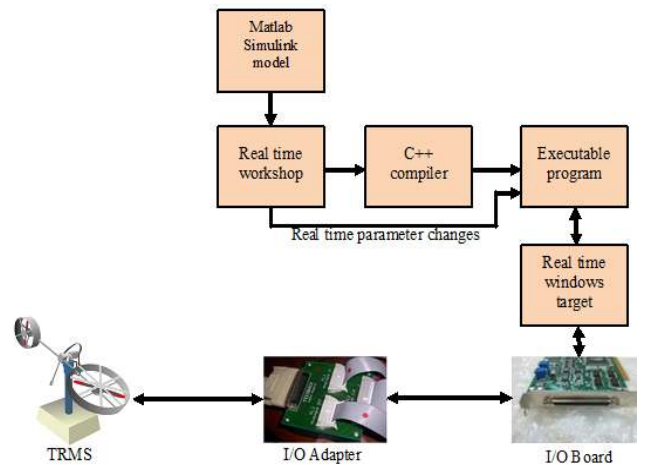 Matlab
Simulink
model
Real time
workshop
C++
compiler
Executable
program
Real time parameter changes
Real time
windows
target
TRMS
I/O Adapter
I/O Board